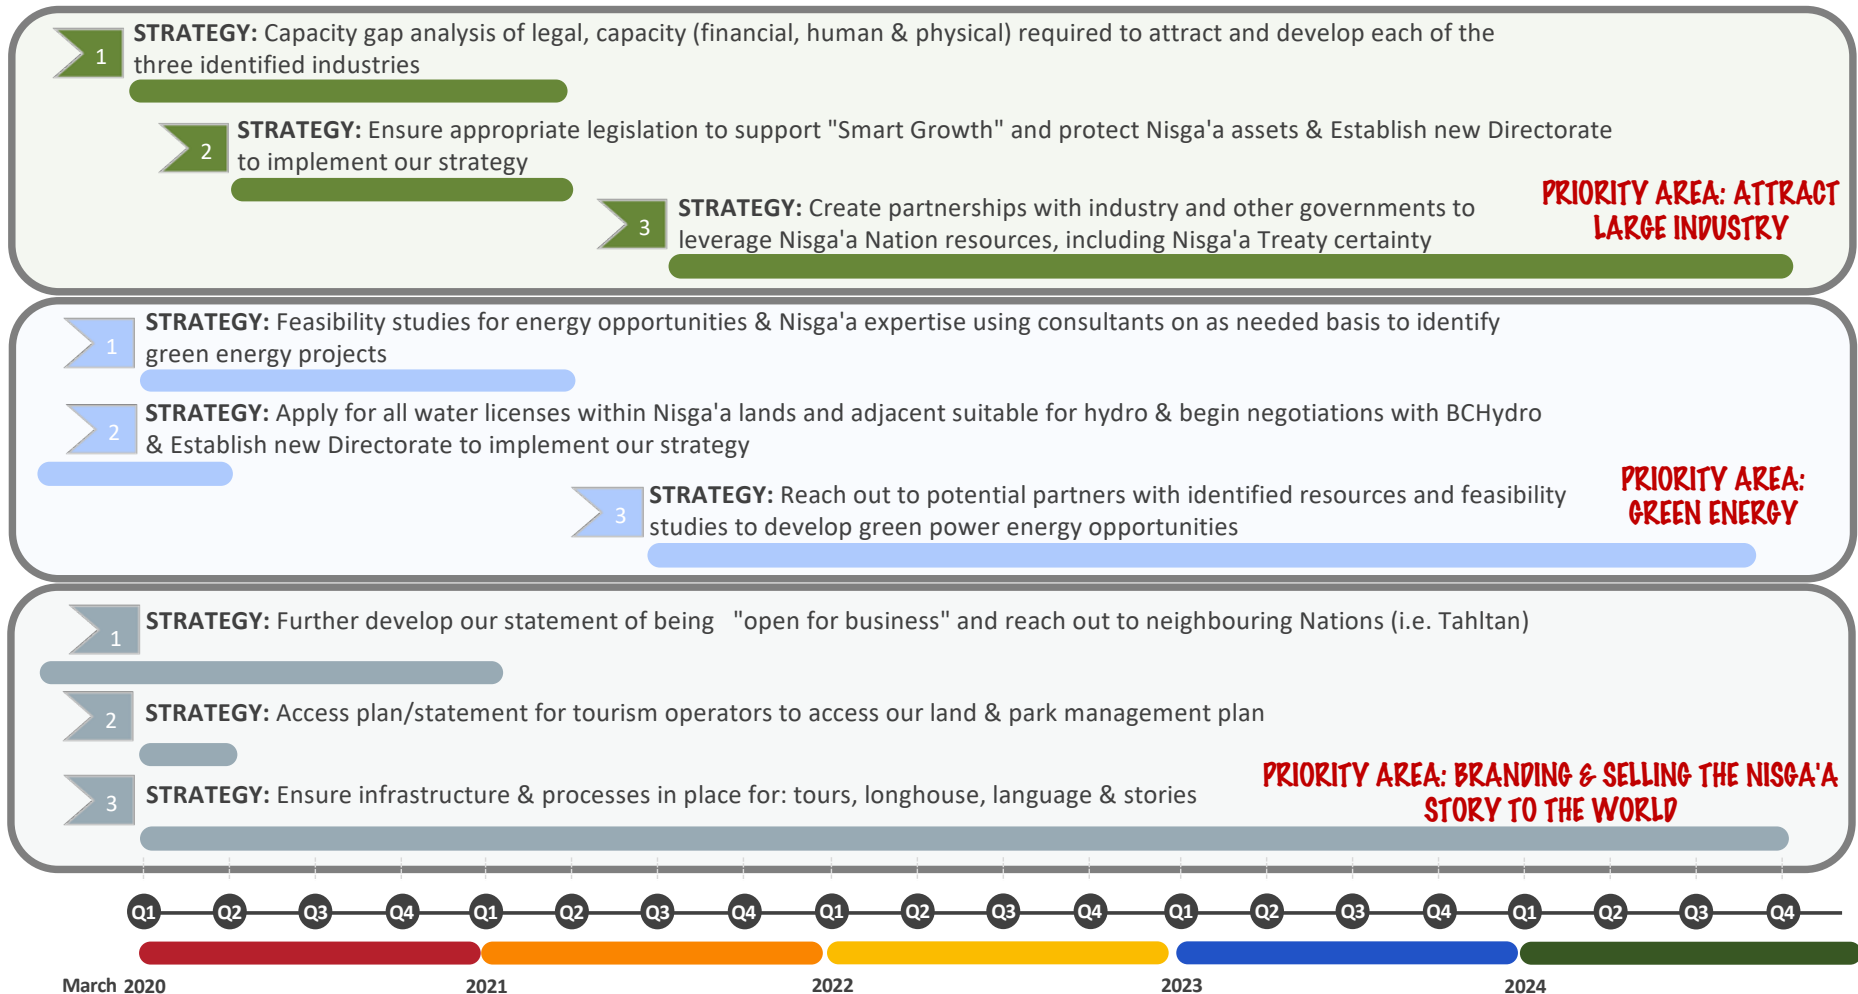 STRATEGY: Capacity gap analysis of legal, capacity (financial, human & physical) required to attract and develop each of the
1
three identified industries
STRATEGY: Ensure appropriate legislation to support "Smart Growth" and protect Nisga'a assets & Establish new Directorate
2
to implement our strategy
PRIORITY AREA: ATTRACT
LARGE INDUSTRY
STRATEGY: Create partnerships with industry and other governments to
3
leverage Nisga'a Nation resources, including Nisga'a Treaty certainty
STRATEGY: Feasibility studies for energy opportunities & Nisga'a expertise using consultants on as needed basis to identify
1
green energy projects
STRATEGY: Apply for all water licenses within Nisga'a lands and adjacent suitable for hydro & begin negotiations with BCHydro
2
& Establish new Directorate to implement our strategy
PRIORITY AREA:
GREEN ENERGY
STRATEGY: Reach out to potential partners with identified resources and feasibility
3
studies to develop green power energy opportunities
STRATEGY: Further develop our statement of being "open for business" and reach out to neighbouring Nations (i.e. Tahltan)
1
STRATEGY: Access plan/statement for tourism operators to access our land & park management plan
2
PRIORITY AREA: BRANDING & SELLING THE NISGA'A
STORY TO THE WORLD
STRATEGY: Ensure infrastructure & processes in place for: tours, longhouse, language & stories
3
Q1 Q2 Q3 Q4 Q1 Q2 Q3 Q4 Q1 Q2 Q3 Q4 Q1 Q2 Q3 Q4 Q1 Q2 Q3 Q4
March 2020 2021 2022 2023 2024